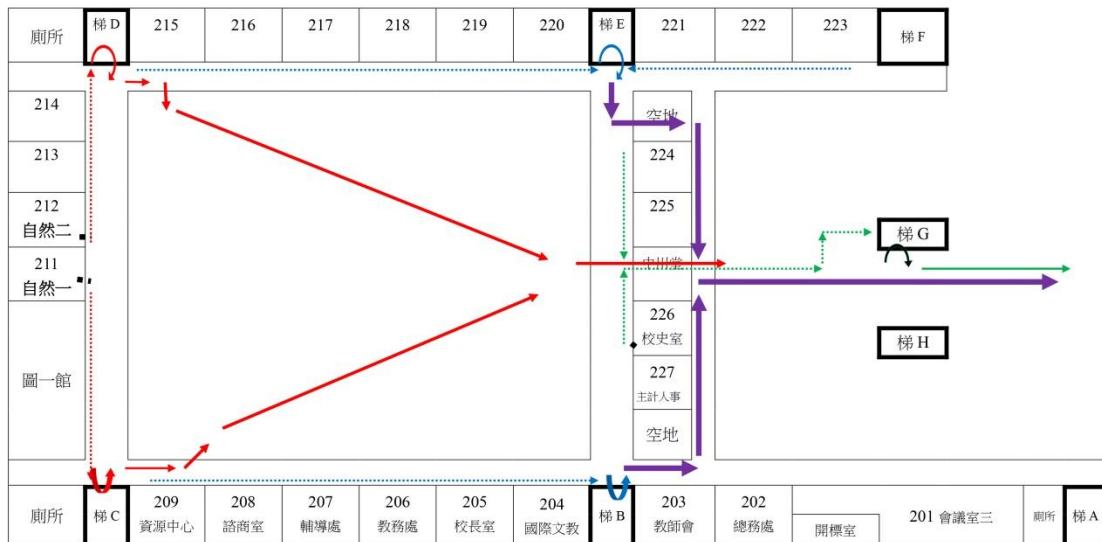 廁所
梯 D
215
216
217
218
219
220
梯 E
221
222
223
梯 F
214
213
212
自然二
211
自然一
圖一館
空地
224
225
中川堂
226
校史室
227
主計人事
空地
梯 G
梯 H
廁所
梯 C
209
資源中心
208
諮商室
207
輔導處
206
教務處
205
校長室
204
國際文教
梯 B
203
教師會
202
總務處
開標室
201 會議室三
廁所
梯 A